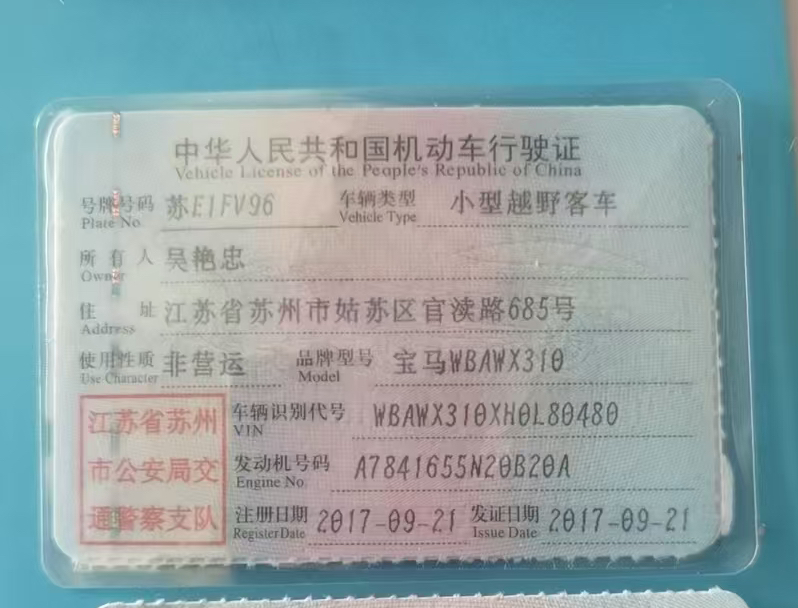 中华人民共和国机动车行驶证
Vehicle License of the People's Republic of China
号牌号码 苏E1FV96 车辆类型 小型越野客车
Plate No. Vehicle Type
所有人 吴艳忠
Owner
住址 江苏省苏州市姑苏区官渎路685号
Address
使用性质 非营运 品牌型号 宝马WBAWX310
Use Character Model
江苏省苏州 车辆识别代号 WBAWX310XH0L80480
VIN
市公安局交 发动机号码 A7841655N20B20A
Engine No.
通警察支队 注册日期 2017-09-21 发证日期 2017-09-21
Register Date Issue Date